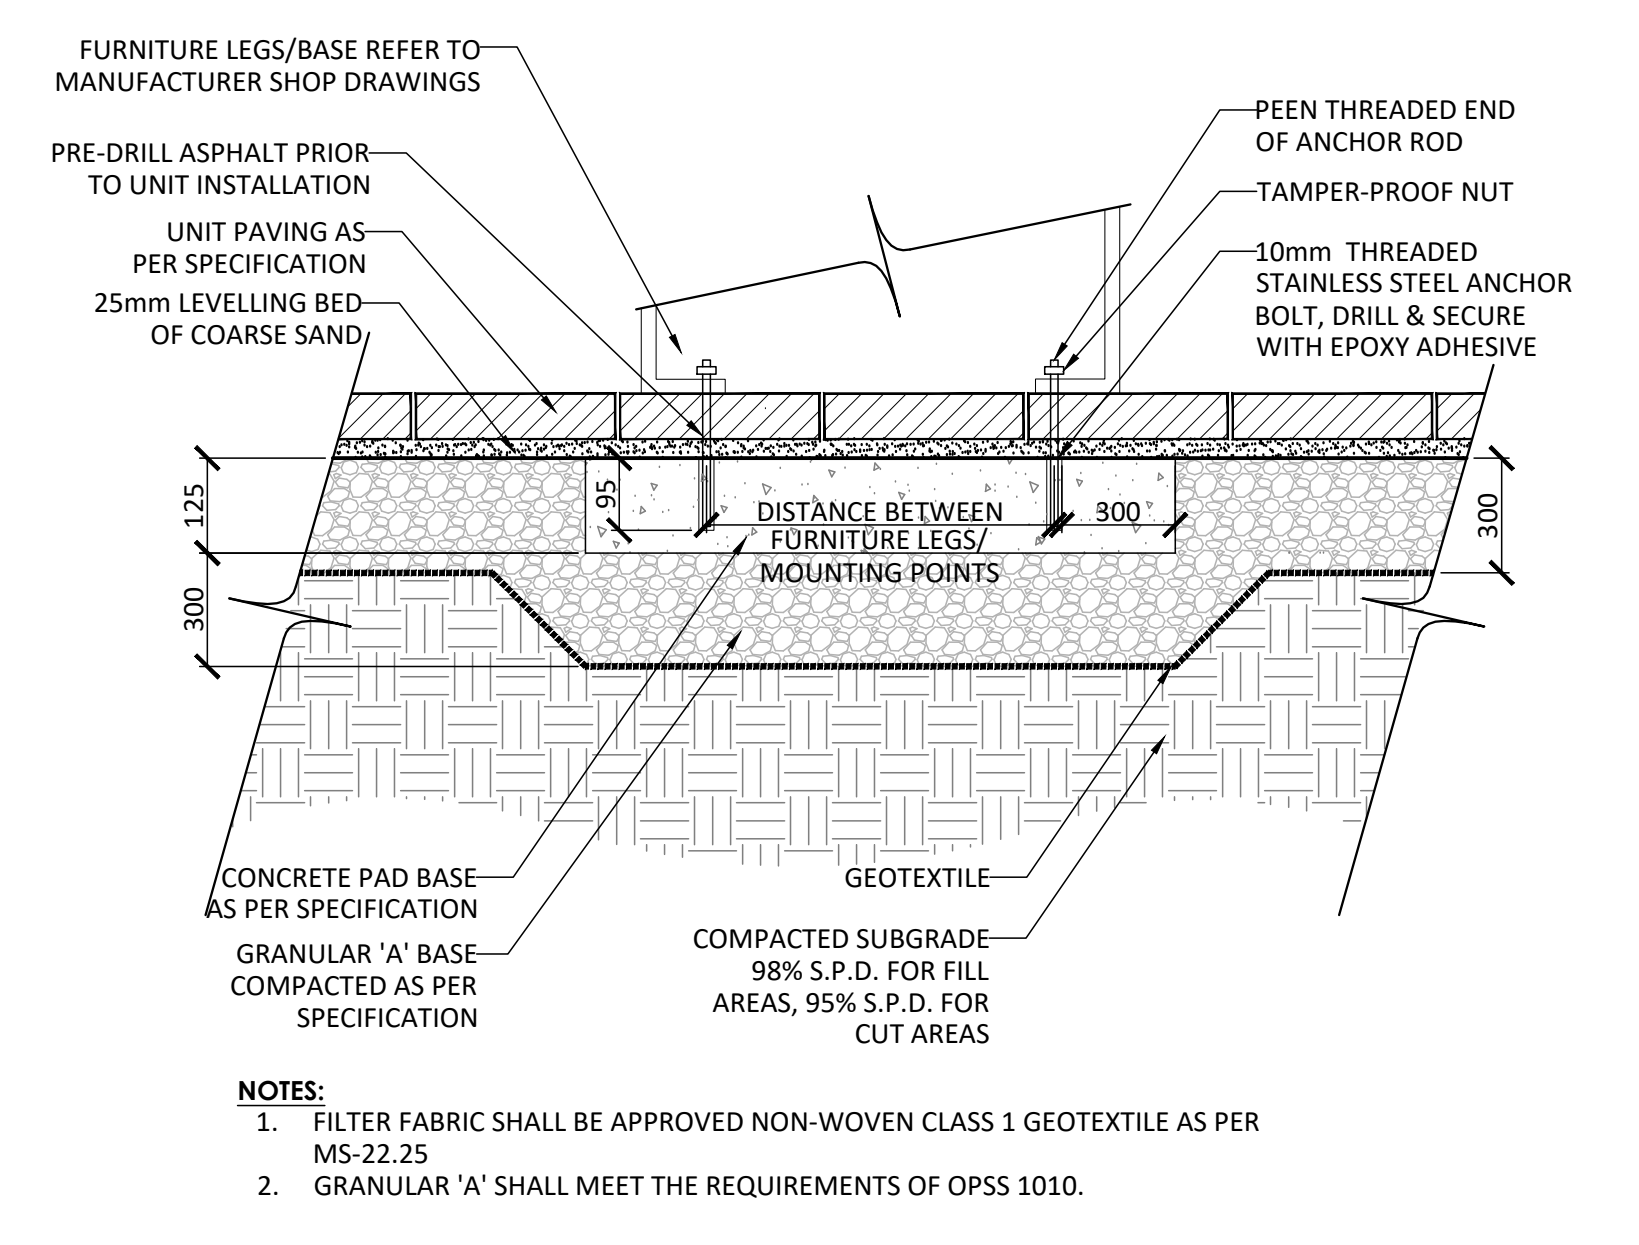 FURNITURE LEGS/BASE REFER TO
MANUFACTURER SHOP DRAWINGS
PRE-DRILL ASPHALT PRIOR
TO UNIT INSTALLATION
UNIT PAVING AS
PER SPECIFICATION
25mm LEVELLING BED
OF COARSE SAND
PEEN THREADED END
OF ANCHOR ROD
TAMPER-PROOF NUT
10mm THREADED
STAINLESS STEEL ANCHOR
BOLT, DRILL & SECURE
WITH EPOXY ADHESIVE
125
300
95
DISTANCE BETWEEN
FURNITURE LEGS/
MOUNTING POINTS
300
300
CONCRETE PAD BASE
AS PER SPECIFICATION
GRANULAR 'A' BASE
COMPACTED AS PER
SPECIFICATION
GEOTEXTILE
COMPACTED SUBGRADE
98% S.P.D. FOR FILL
AREAS, 95% S.P.D. FOR
CUT AREAS
NOTES:
1. FILTER FABRIC SHALL BE APPROVED NON-WOVEN CLASS 1 GEOTEXTILE AS PER
MS-22.25
2. GRANULAR 'A' SHALL MEET THE REQUIREMENTS OF OPSS 1010.